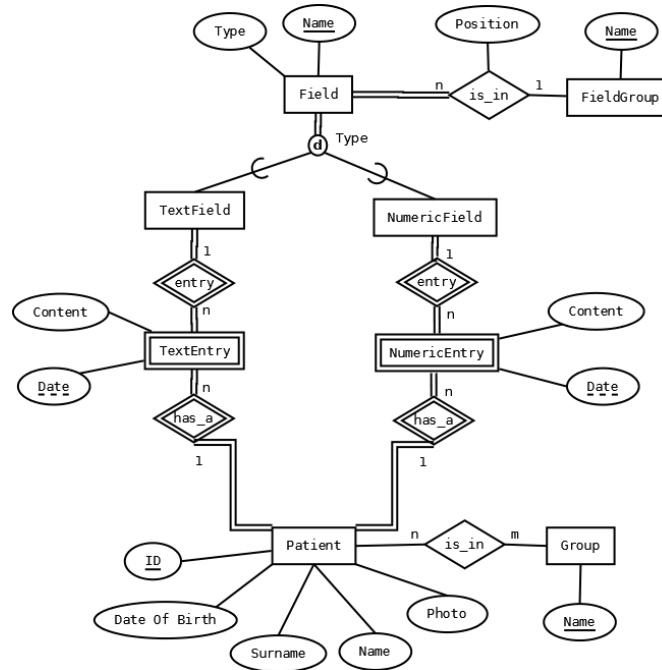 Type
Name
Position
Name
Field
n
is_in
1
FieldGroup
d
Type
TextField
NumericField
1
1
entry
entry
n
n
Content
Content
TextEntry
NumericEntry
Date
Date
n
n
has_a
has_a
1
1
Patient
n
is_in
m
Group
ID
Date Of Birth
Photo
Name
Surname
Name